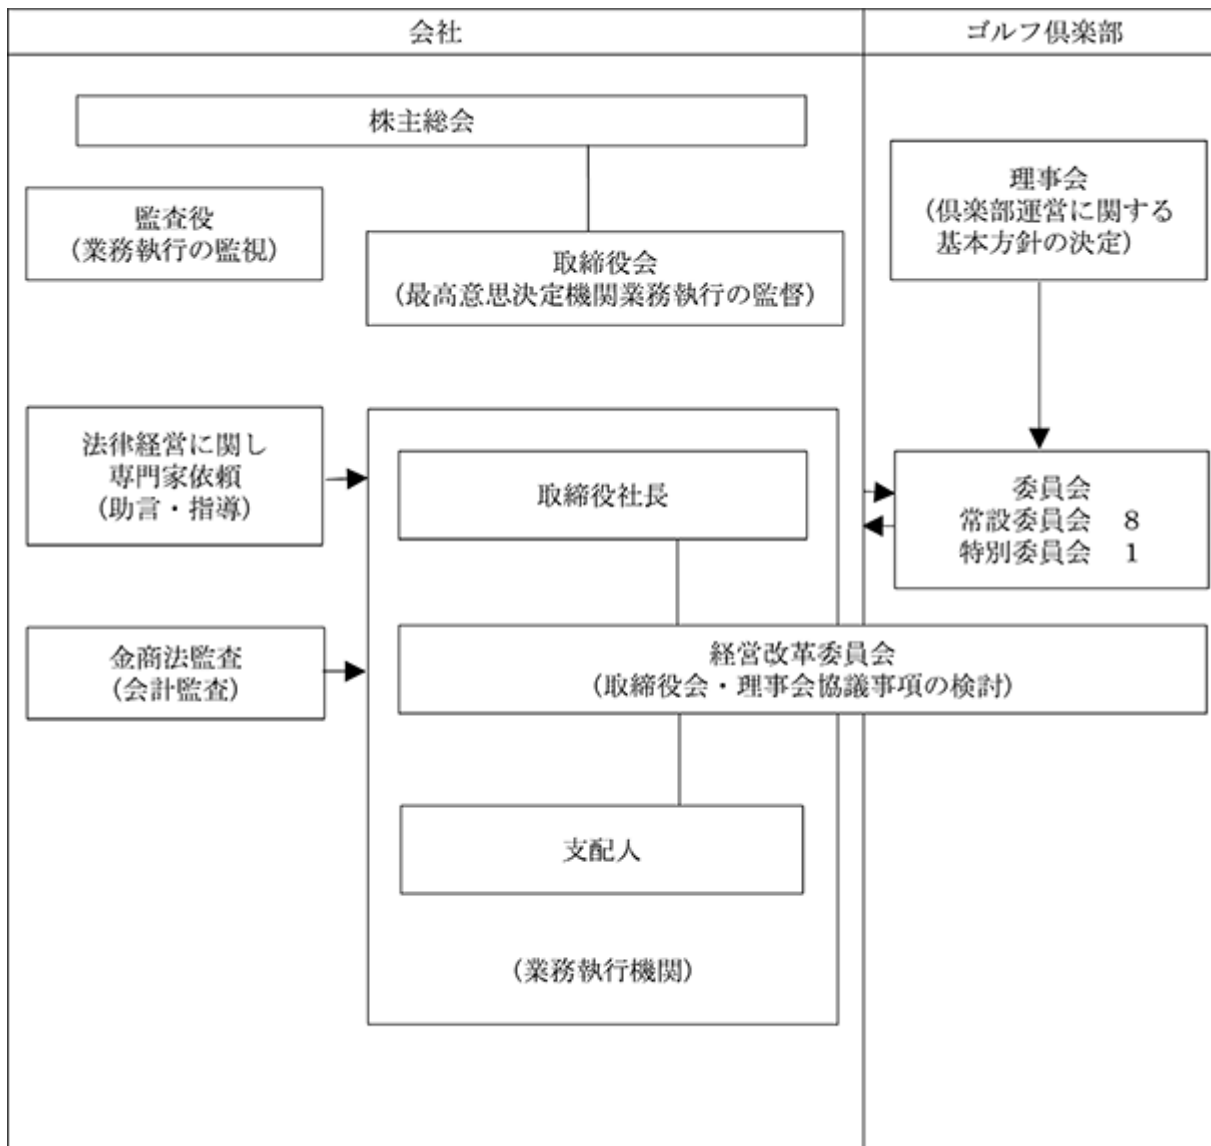 会社
ゴルフ倶楽部
株主総会
監査役
(業務執行の監視)
取締役会
(最高意思決定機関業務執行の監督)
理事会
(倶楽部運営に関する
基本方針の決定)
法律経営に関し
専門家依頼
(助言・指導)
取締役社長
委員会
常設委員会 8
特別委員会 1
金商法監査
(会計監査)
経営改革委員会
(取締役会・理事会協議事項の検討)
支配人
(業務執行機関)